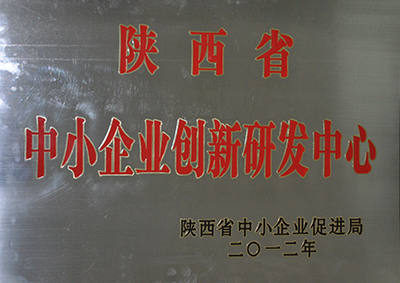 陕西省
中小企业创新研发中心
陕西省中小企业促进局
二〇一二年